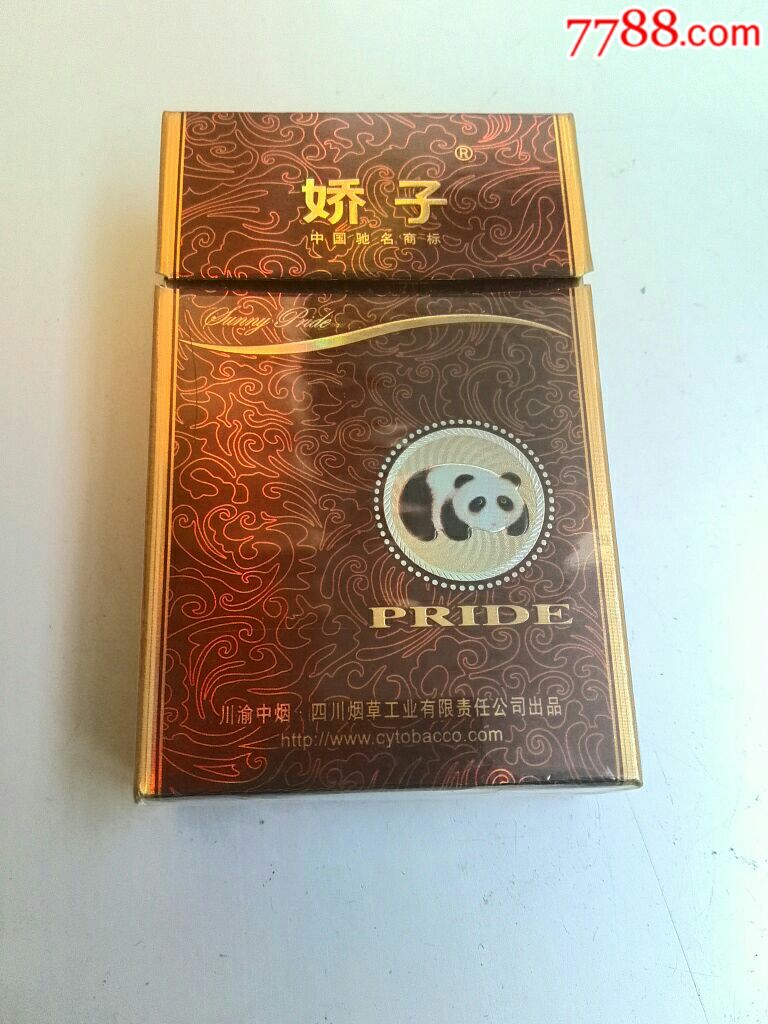 7788.com
娇子®
中国驰名商标
Sunny Pride
PRIDE
川渝中烟·四川烟草工业有限责任公司出品
http://www.cytobacco.com